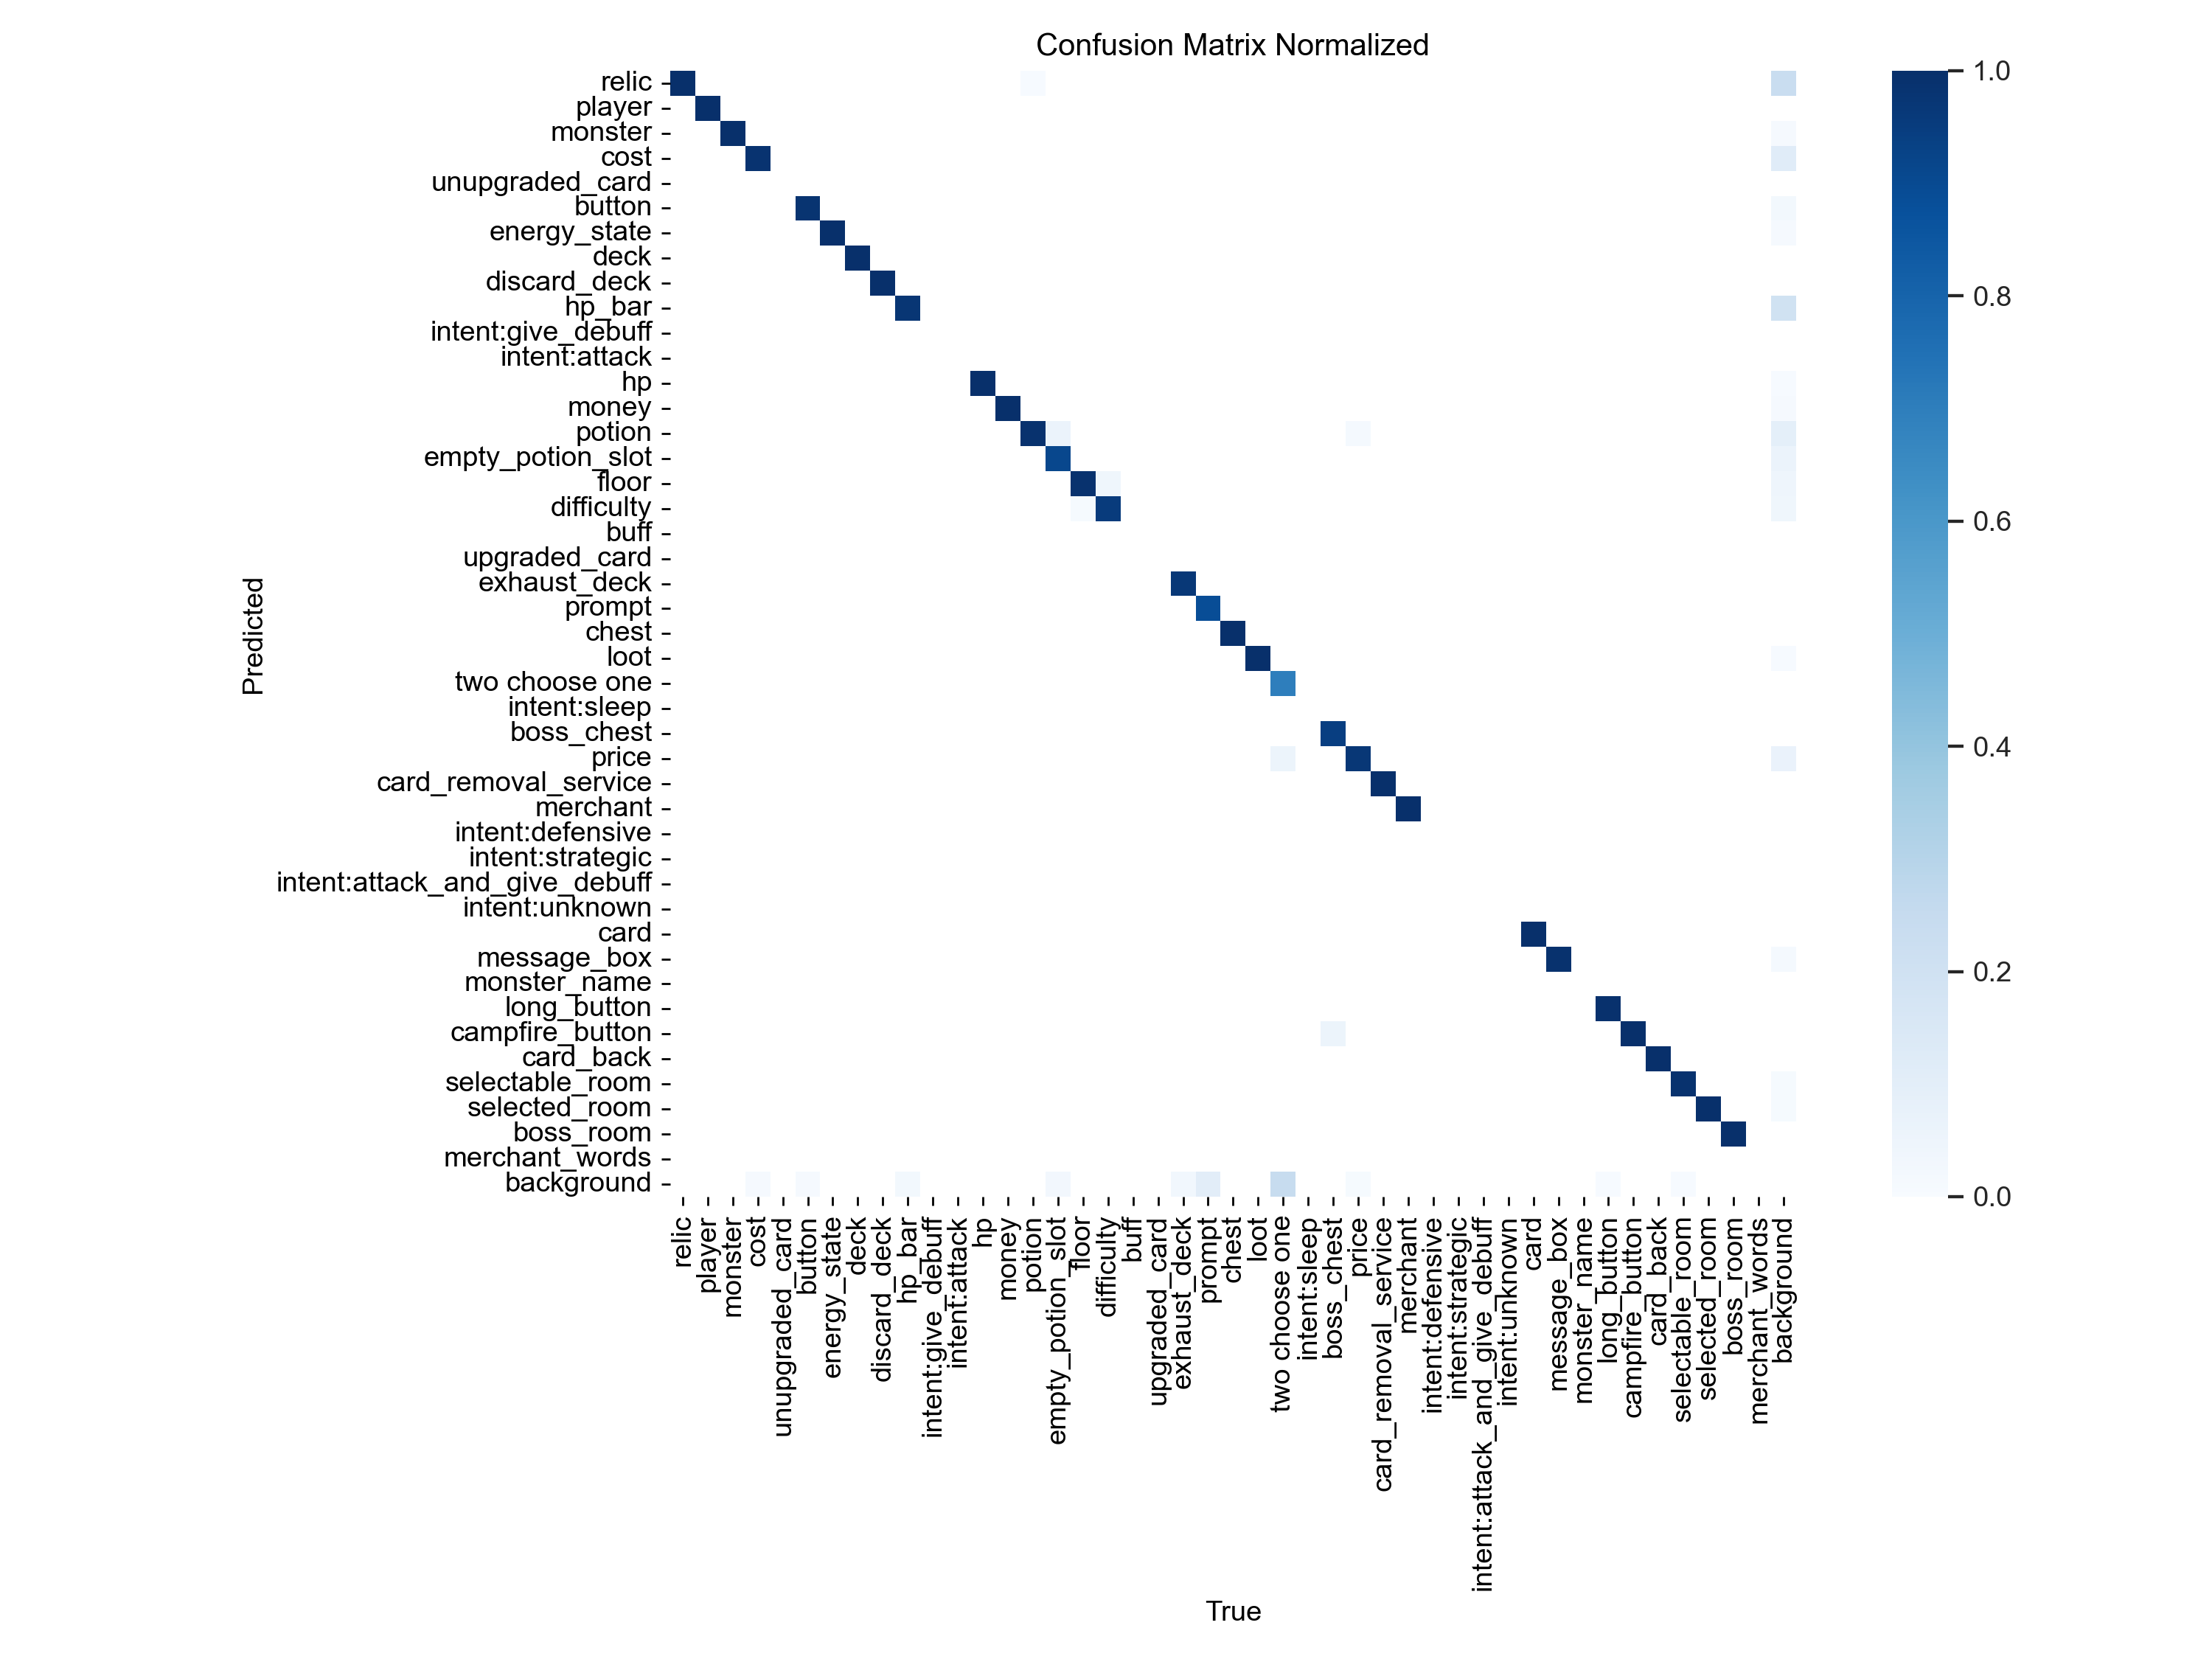 Confusion Matrix Normalized
relic
player
monster
cost
unupgraded_card
button
energy_state
deck
discard_deck
hp_bar
intent:give_debuff
intent:attack
hp
money
potion
empty_potion_slot
floor
difficulty
buff
upgraded_card
exhaust_deck
prompt
chest
loot
two choose one
intent:sleep
boss_chest
price
card_removal_service
merchant
intent:defensive
intent:strategic
intent:attack_and_give_debuff
intent:unknown
card
message_box
monster_name
long_button
campfire_button
card_back
selectable_room
selected_room
boss_room
merchant_words
background
Predicted
relic
player
monster
cost
unupgraded_card
button
energy_state
deck
discard_deck
hp_bar
intent:give_debuff
intent:attack
hp
money
potion
empty_potion_slot
floor
difficulty
buff
upgraded_card
exhaust_deck
prompt
chest
loot
two choose one
intent:sleep
boss_chest
price
card_removal_service
merchant
intent:defensive
intent:strategic
intent:attack_and_give_debuff
intent:unknown
card
message_box
monster_name
long_button
campfire_button
card_back
selectable_room
selected_room
boss_room
merchant_words
background
True
1.0
0.8
0.6
0.4
0.2
0.0